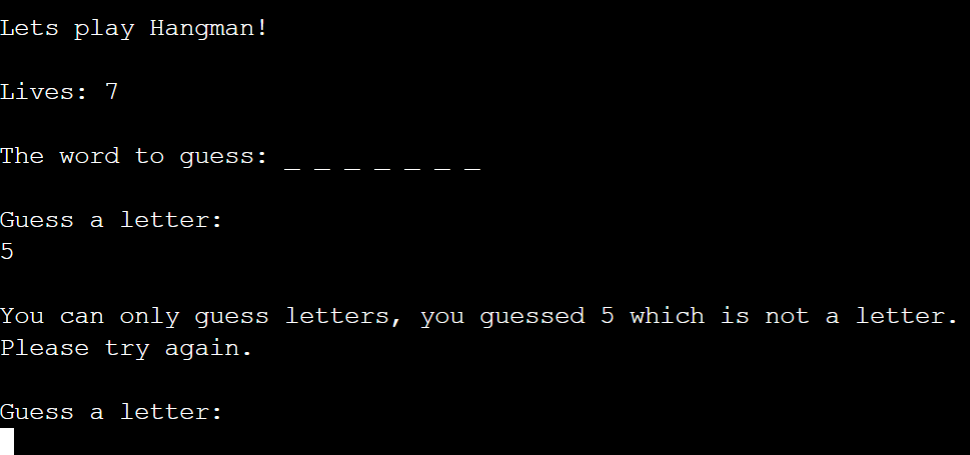 Lets play Hangman!
Lives: 7
The word to guess: _ _ _ _ _ _ _
Guess a letter:
5
You can only guess letters, you guessed 5 which is not a letter.
Please try again.
Guess a letter: